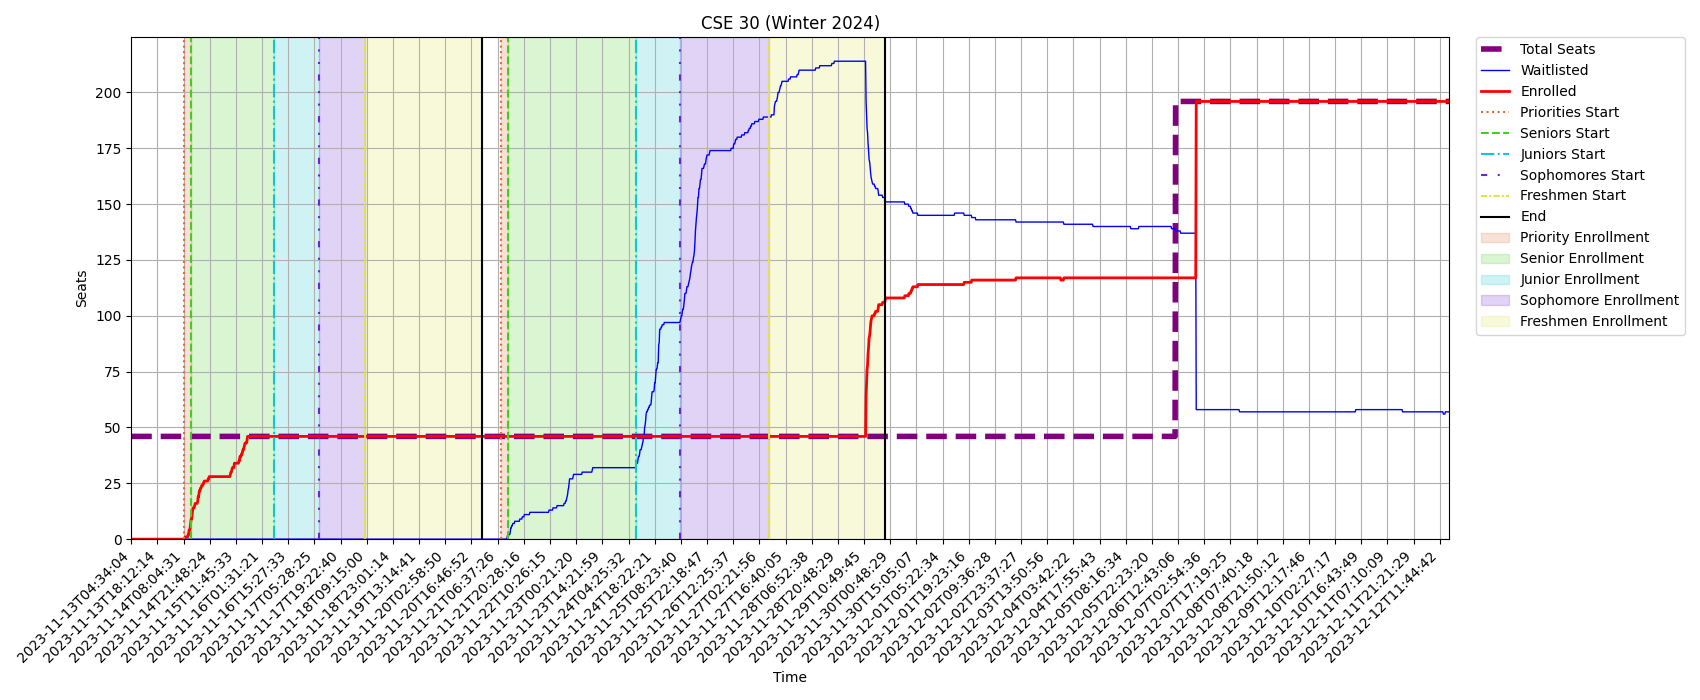 CSE 30 (Winter 2024)
Seats
200
175
150
125
100
75
50
25
0
2023-11-13T04:34:04
2023-11-13T18:12:14
2023-11-14T08:04:31
2023-11-14T21:48:24
2023-11-15T11:45:33
2023-11-16T01:31:21
2023-11-16T15:27:33
2023-11-17T05:28:25
2023-11-17T19:22:40
2023-11-18T09:15:00
2023-11-18T23:01:14
2023-11-19T13:14:41
2023-11-20T02:58:50
2023-11-20T16:46:52
2023-11-21T06:37:26
2023-11-21T20:28:16
2023-11-22T10:26:15
2023-11-23T00:21:20
2023-11-23T14:21:59
2023-11-24T04:25:32
2023-11-24T18:22:21
2023-11-25T08:23:40
2023-11-25T22:18:47
2023-11-26T12:25:37
2023-11-27T02:21:56
2023-11-27T16:40:05
2023-11-28T06:52:38
2023-11-28T20:48:29
2023-11-29T10:49:45
2023-11-30T00:48:29
2023-11-30T15:05:07
2023-12-01T05:22:34
2023-12-01T19:23:16
2023-12-02T09:36:28
2023-12-02T23:37:27
2023-12-03T13:50:56
2023-12-04T03:42:22
2023-12-04T17:55:43
2023-12-05T08:16:34
2023-12-05T22:23:20
2023-12-06T12:43:06
2023-12-07T02:54:36
2023-12-07T17:19:25
2023-12-08T07:40:18
2023-12-08T21:50:12
2023-12-09T12:17:46
2023-12-10T02:27:17
2023-12-10T16:43:49
2023-12-11T07:10:09
2023-12-11T21:21:29
2023-12-12T11:44:42
Time
Total Seats
Waitlisted
Enrolled
Priorities Start
Seniors Start
Juniors Start
Sophomores Start
Freshmen Start
End
Priority Enrollment
Senior Enrollment
Junior Enrollment
Sophomore Enrollment
Freshmen Enrollment